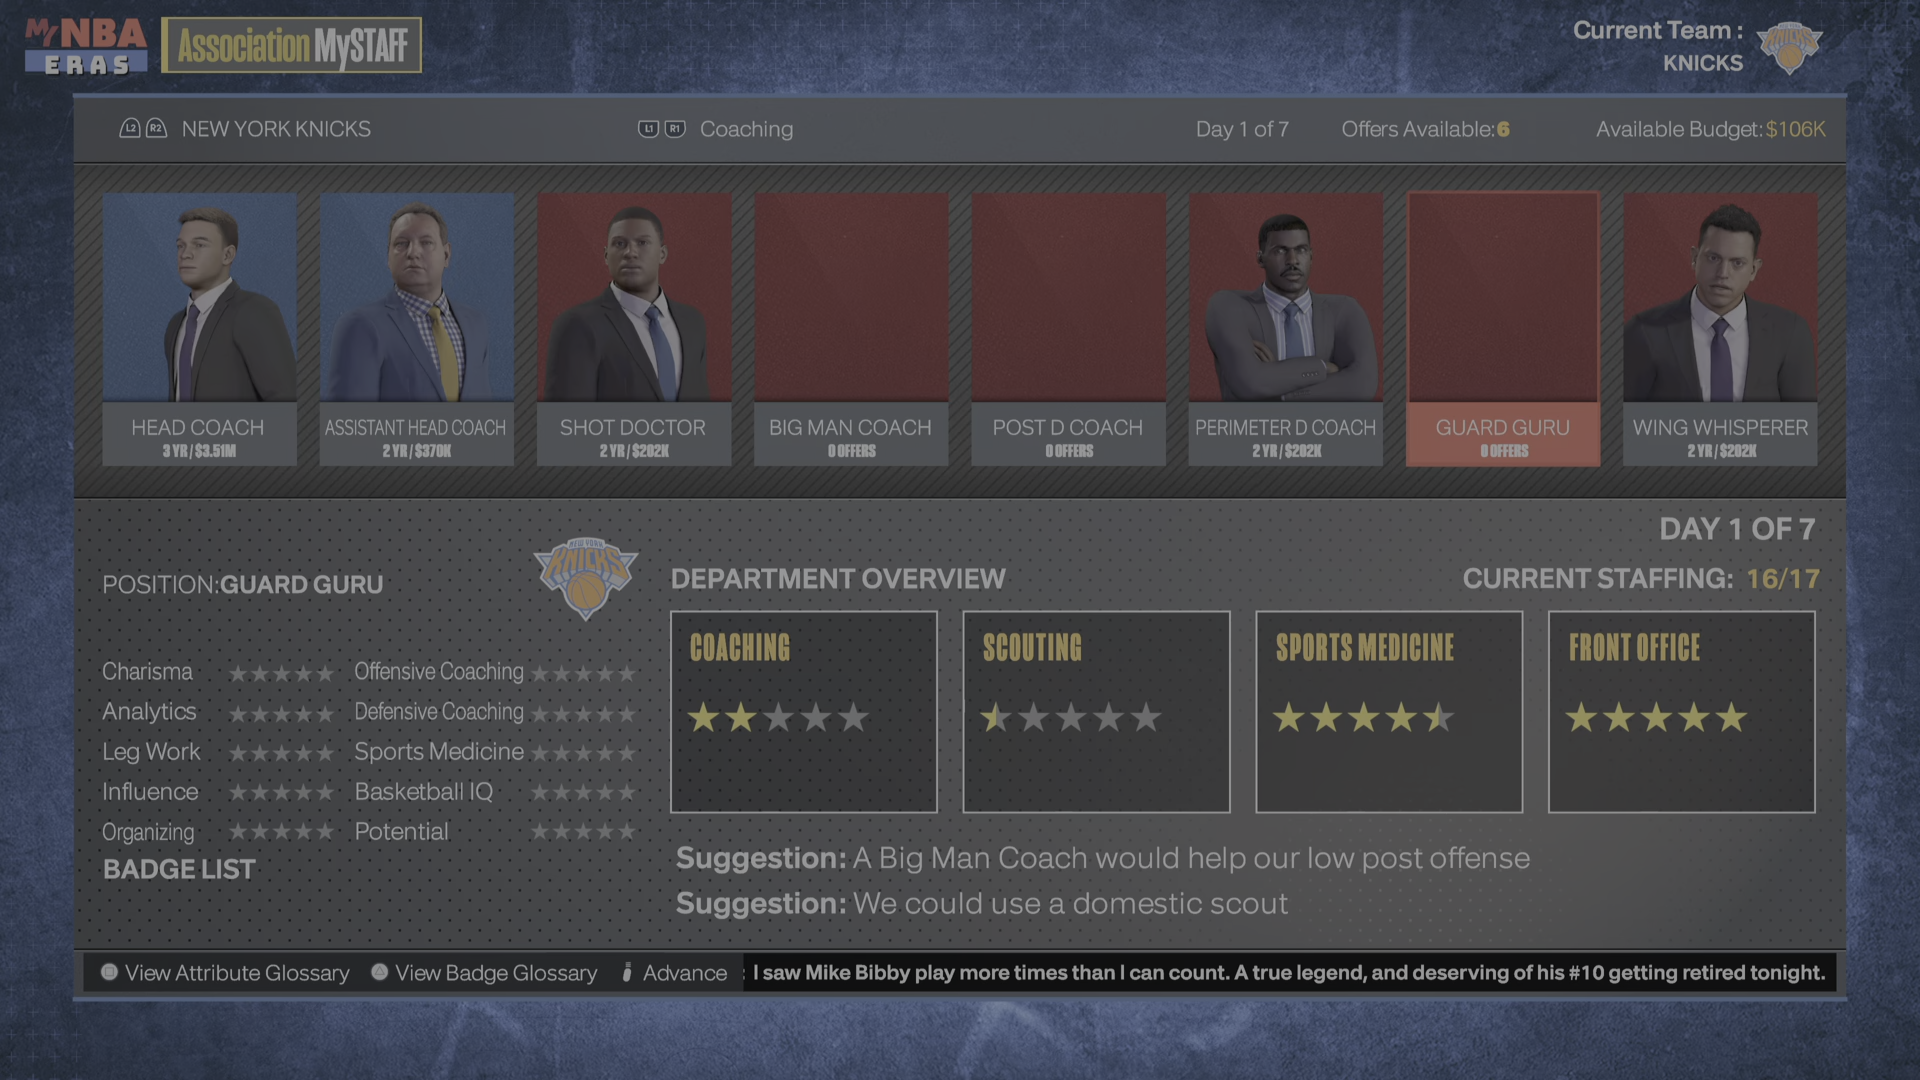 MyNBA
ERAS
Association MySTAFF
Current Team :
KNICKS
L2 R2 NEW YORK KNICKS
L1 R1 Coaching
Day 1 of 7
Offers Available:6
Available Budget:$106K
HEAD COACH
3 YR / $3.51M
ASSISTANT HEAD COACH
2 YR / $370K
SHOT DOCTOR
2 YR / $202K
BIG MAN COACH
0 OFFERS
POST D COACH
0 OFFERS
PERIMETER D COACH
2 YR / $202K
GUARD GURU
0 OFFERS
WING WHISPERER
2 YR / $202K
DAY 1 OF 7
POSITION:GUARD GURU
NEW YORK
KNICKS
DEPARTMENT OVERVIEW
CURRENT STAFFING: 16/17
Charisma
Offensive Coaching
Analytics
Defensive Coaching
Leg Work
Sports Medicine
Influence
Basketball IQ
Organizing
Potential
BADGE LIST
COACHING
SCOUTING
SPORTS MEDICINE
FRONT OFFICE
Suggestion: A Big Man Coach would help our low post offense
Suggestion: We could use a domestic scout
View Attribute Glossary
View Badge Glossary
Advance
I saw Mike Bibby play more times than I can count. A true legend, and deserving of his #10 getting retired tonight.